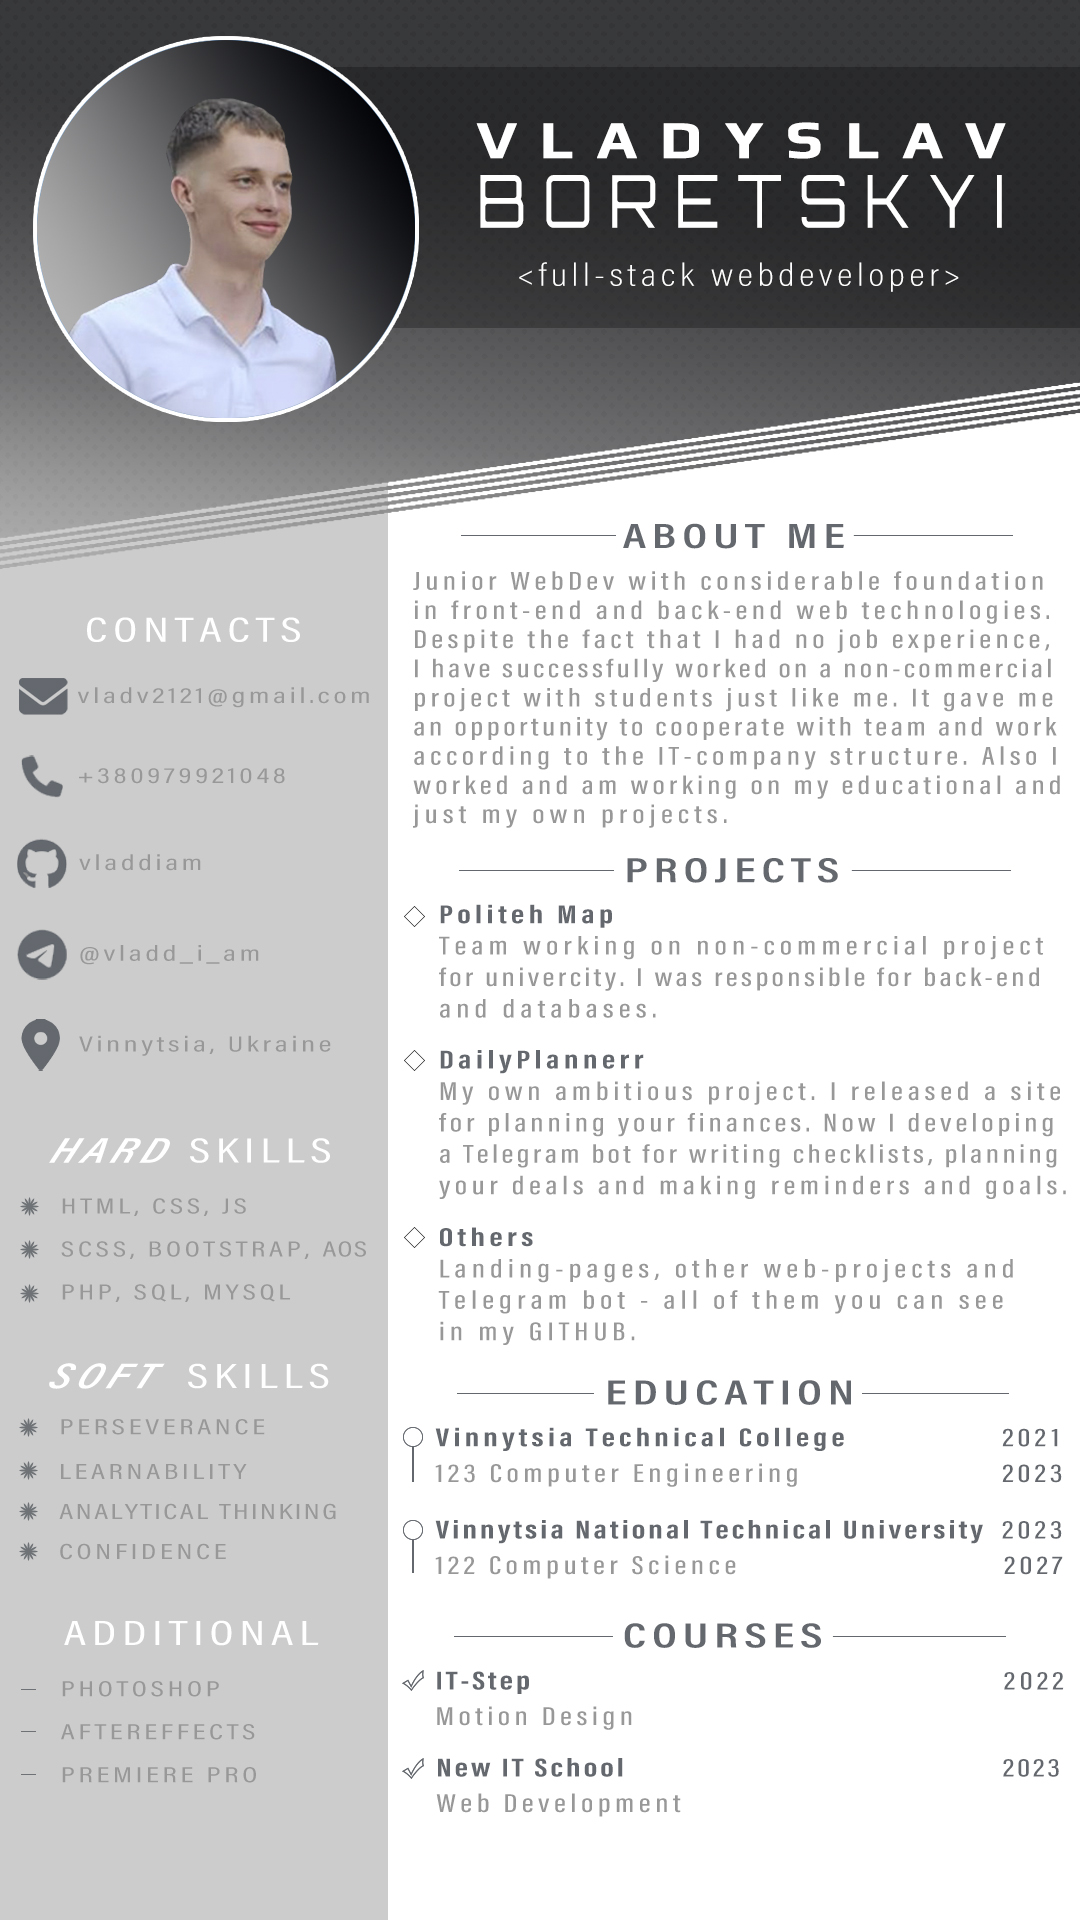 VLADYSLAV
BORETSKYI
<full-stack webdeveloper>
CONTACTS
vladv2121@gmail.com
+380979921048
vladdiam
@vladd_i_am
Vinnytsia, Ukraine
HARD SKILLS
HTML, CSS, JS
SCSS, BOOTSTRAP, AOS
PHP, SQL, MYSQL
SOFT SKILLS
PERSEVERANCE
LEARNABILITY
ANALYTICAL THINKING
CONFIDENCE
ADDITIONAL
— PHOTOSHOP
— AFTEREFFECTS
— PREMIERE PRO
ABOUT ME
Junior WebDev with considerable foundation
in front-end and back-end web technologies.
Despite the fact that I had no job experience,
I have successfully worked on a non-commercial
project with students just like me. It gave me
an opportunity to cooperate with team and work
according to the IT-company structure. Also I
worked and am working on my educational and
just my own projects.
PROJECTS
Politeh Map
Team working on non-commercial project
for univercity. I was responsible for back-end
and databases.
DailyPlannerr
My own ambitious project. I released a site
for planning your finances. Now I developing
a Telegram bot for writing checklists, planning
your deals and making reminders and goals.
Others
Landing-pages, other web-projects and
Telegram bot - all of them you can see
in my GITHUB.
EDUCATION
Vinnytsia Technical College 2021
123 Computer Engineering 2023
Vinnytsia National Technical University 2023
122 Computer Science 2027
COURSES
IT-Step 2022
Motion Design
New IT School 2023
Web Development